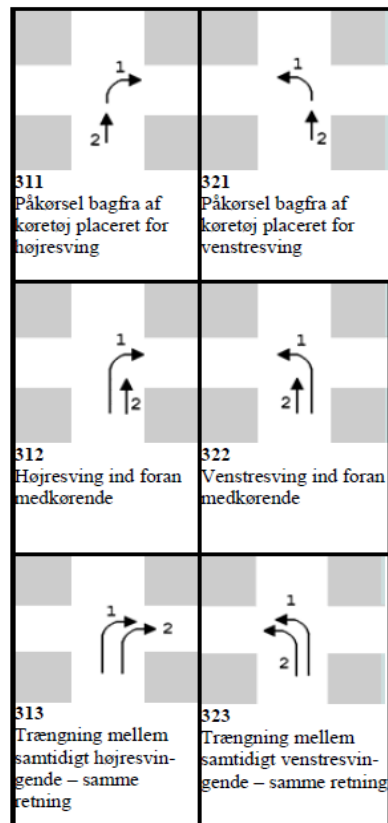 1
2
311
Påkørsel bagfra af
køretøj placeret for
højresving
1
2
321
Påkørsel bagfra af
køretøj placeret for
venstresving
1
2
312
Højresving ind foran
medkørende
1
2
322
Venstresving ind foran
medkørende
1
2
313
Trængning mellem
samtidigt højresvin-
gende – samme
retning
1
2
323
Trængning mellem
samtidigt venstresvin-
gende – samme retning